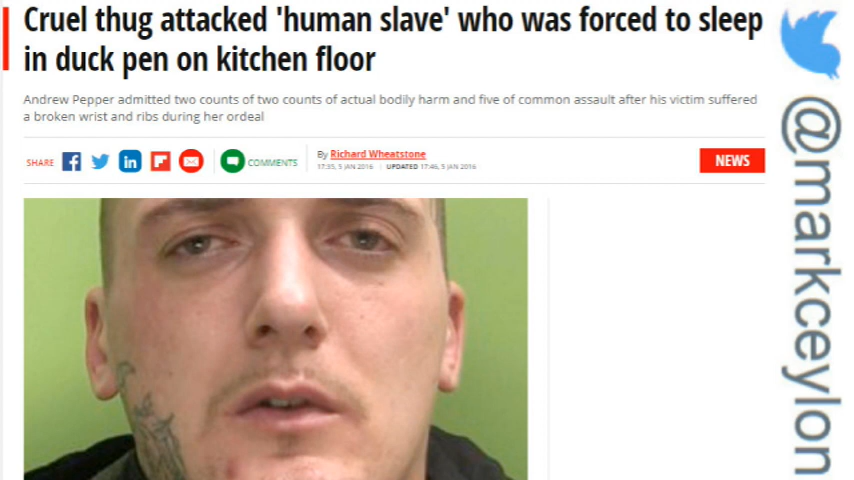 Cruel thug attacked 'human slave' who was forced to sleep
in duck pen on kitchen floor
Andrew Pepper admitted two counts of two counts of actual bodily harm and five of common assault after his victim suffered
a broken wrist and ribs during her ordeal
SHARE
COMMENTS
By Richard Wheatstone
17:35, 5 JAN 2016 | UPDATED 17:46, 5 JAN 2016
NEWS
@markceylon